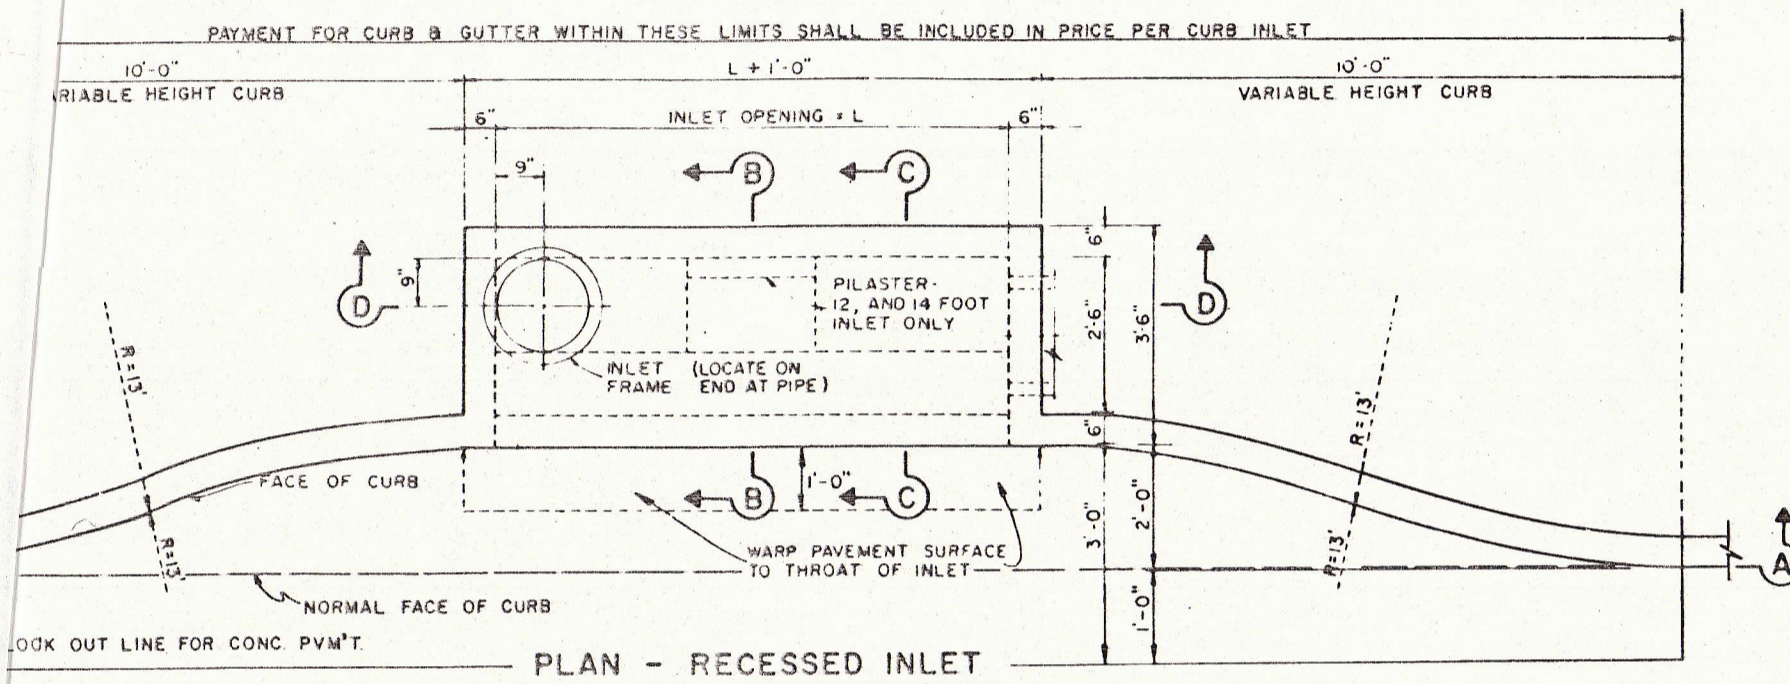 PAYMENT FOR CURB & GUTTER WITHIN THESE LIMITS SHALL BE INCLUDED IN PRICE PER CURB INLET
10'-0" L + 1'-0" 10'-0"
RIABLE HEIGHT CURB VARIABLE HEIGHT CURB
6" INLET OPENING = L 6"
9" B C
6"
9"
D PILASTER- D
12, AND 14 FOOT
INLET ONLY
2'-6" 3'-6"
R=13' INLET (LOCATE ON
FRAME END AT PIPE)
R=13'
6"
FACE OF CURB
B 1'-0" C
3'-0" 2'-0"
R=13' WARP PAVEMENT SURFACE R=13'
TO THROAT OF INLET
A
NORMAL FACE OF CURB
1'-0"
OCK OUT LINE FOR CONC. PVM'T.
PLAN - RECESSED INLET